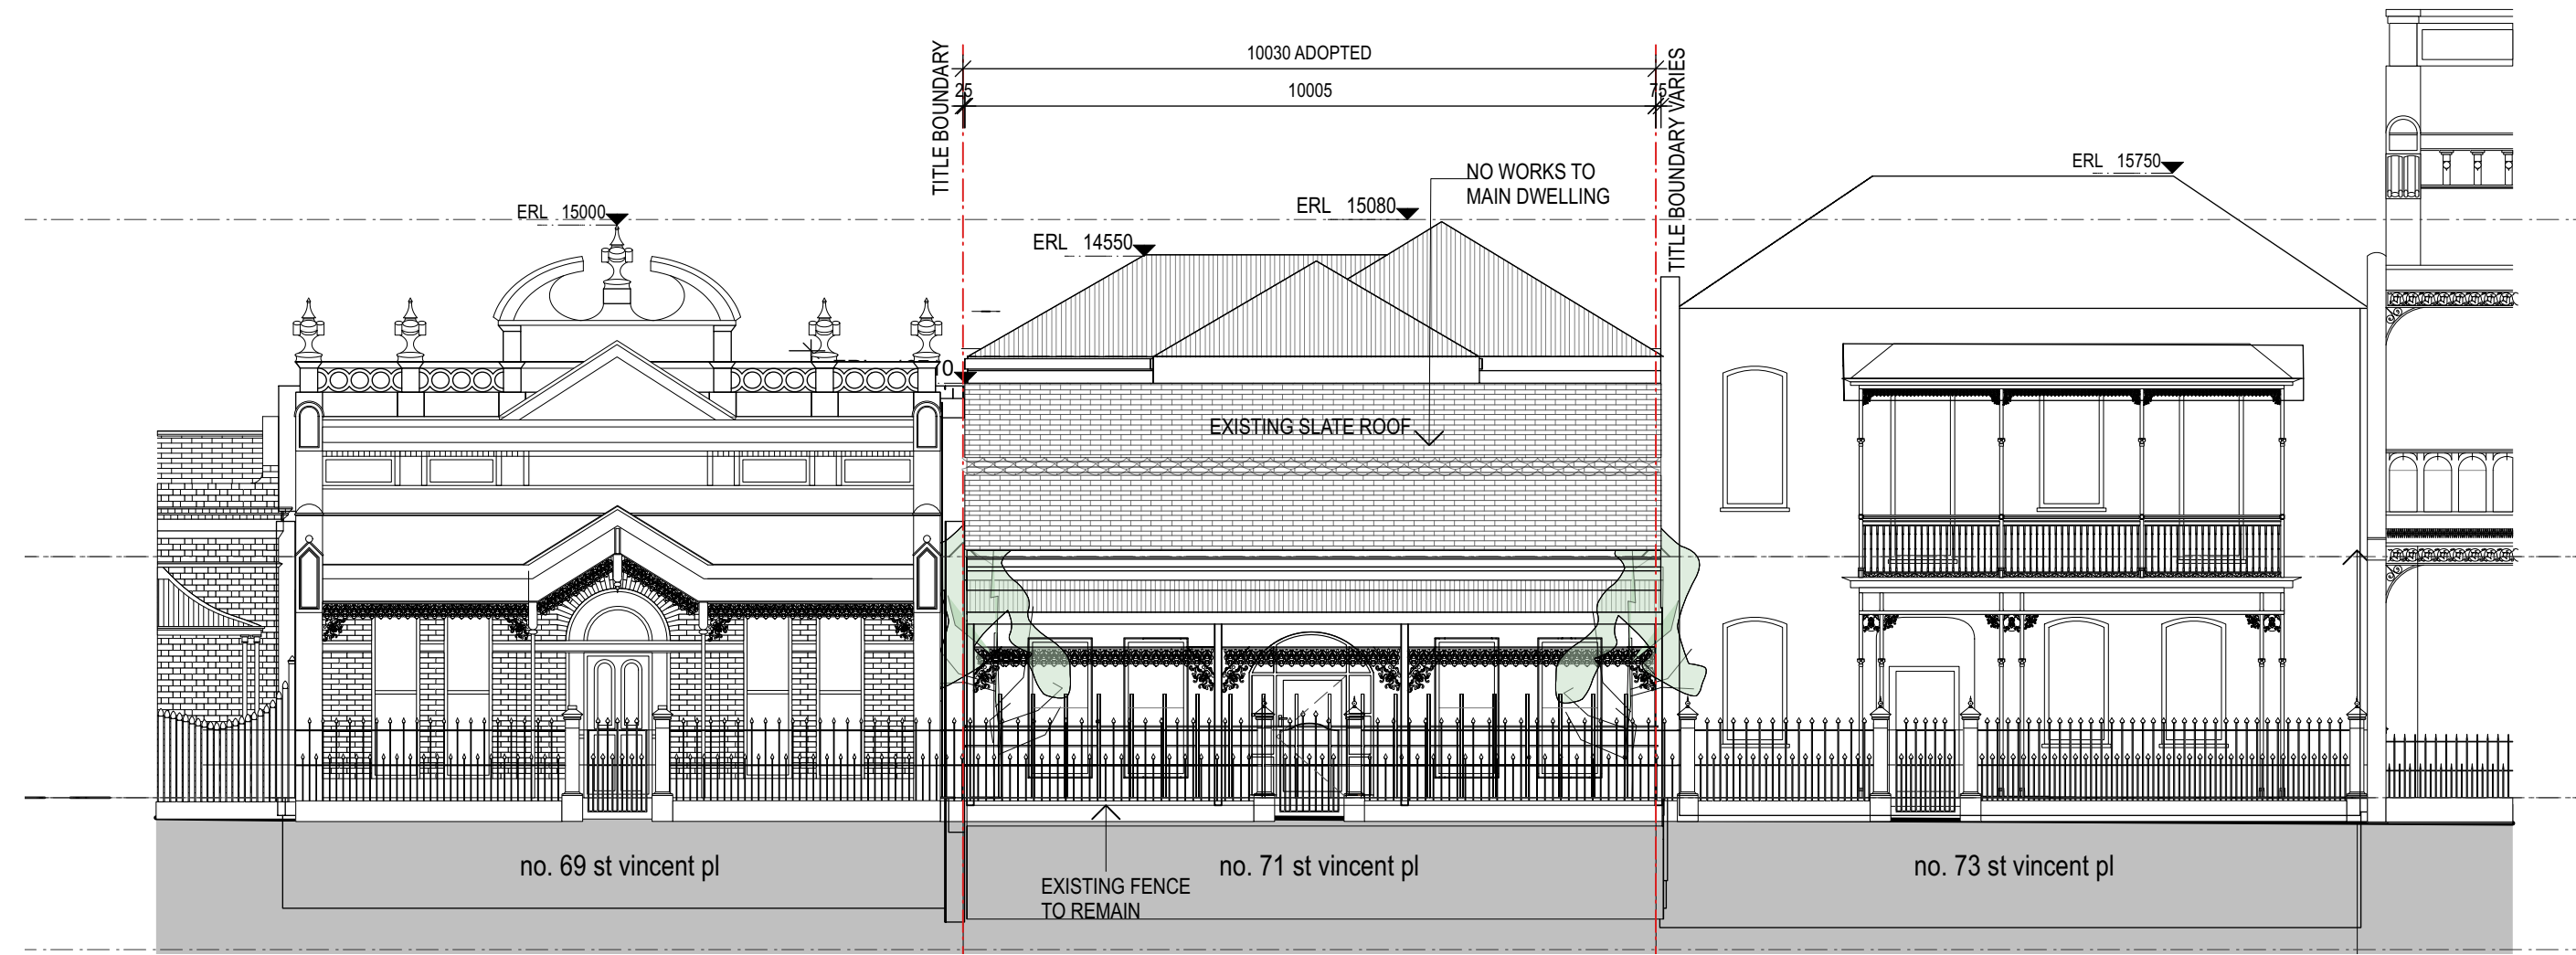 10030 ADOPTED
25
10005
75
TITLE BOUNDARY
TITLE BOUNDARY VARIES
ERL 15750
NO WORKS TO
MAIN DWELLING
ERL 15000
ERL 15080
ERL 14550
EXISTING SLATE ROOF
no. 69 st vincent pl
no. 71 st vincent pl
no. 73 st vincent pl
EXISTING FENCE
TO REMAIN